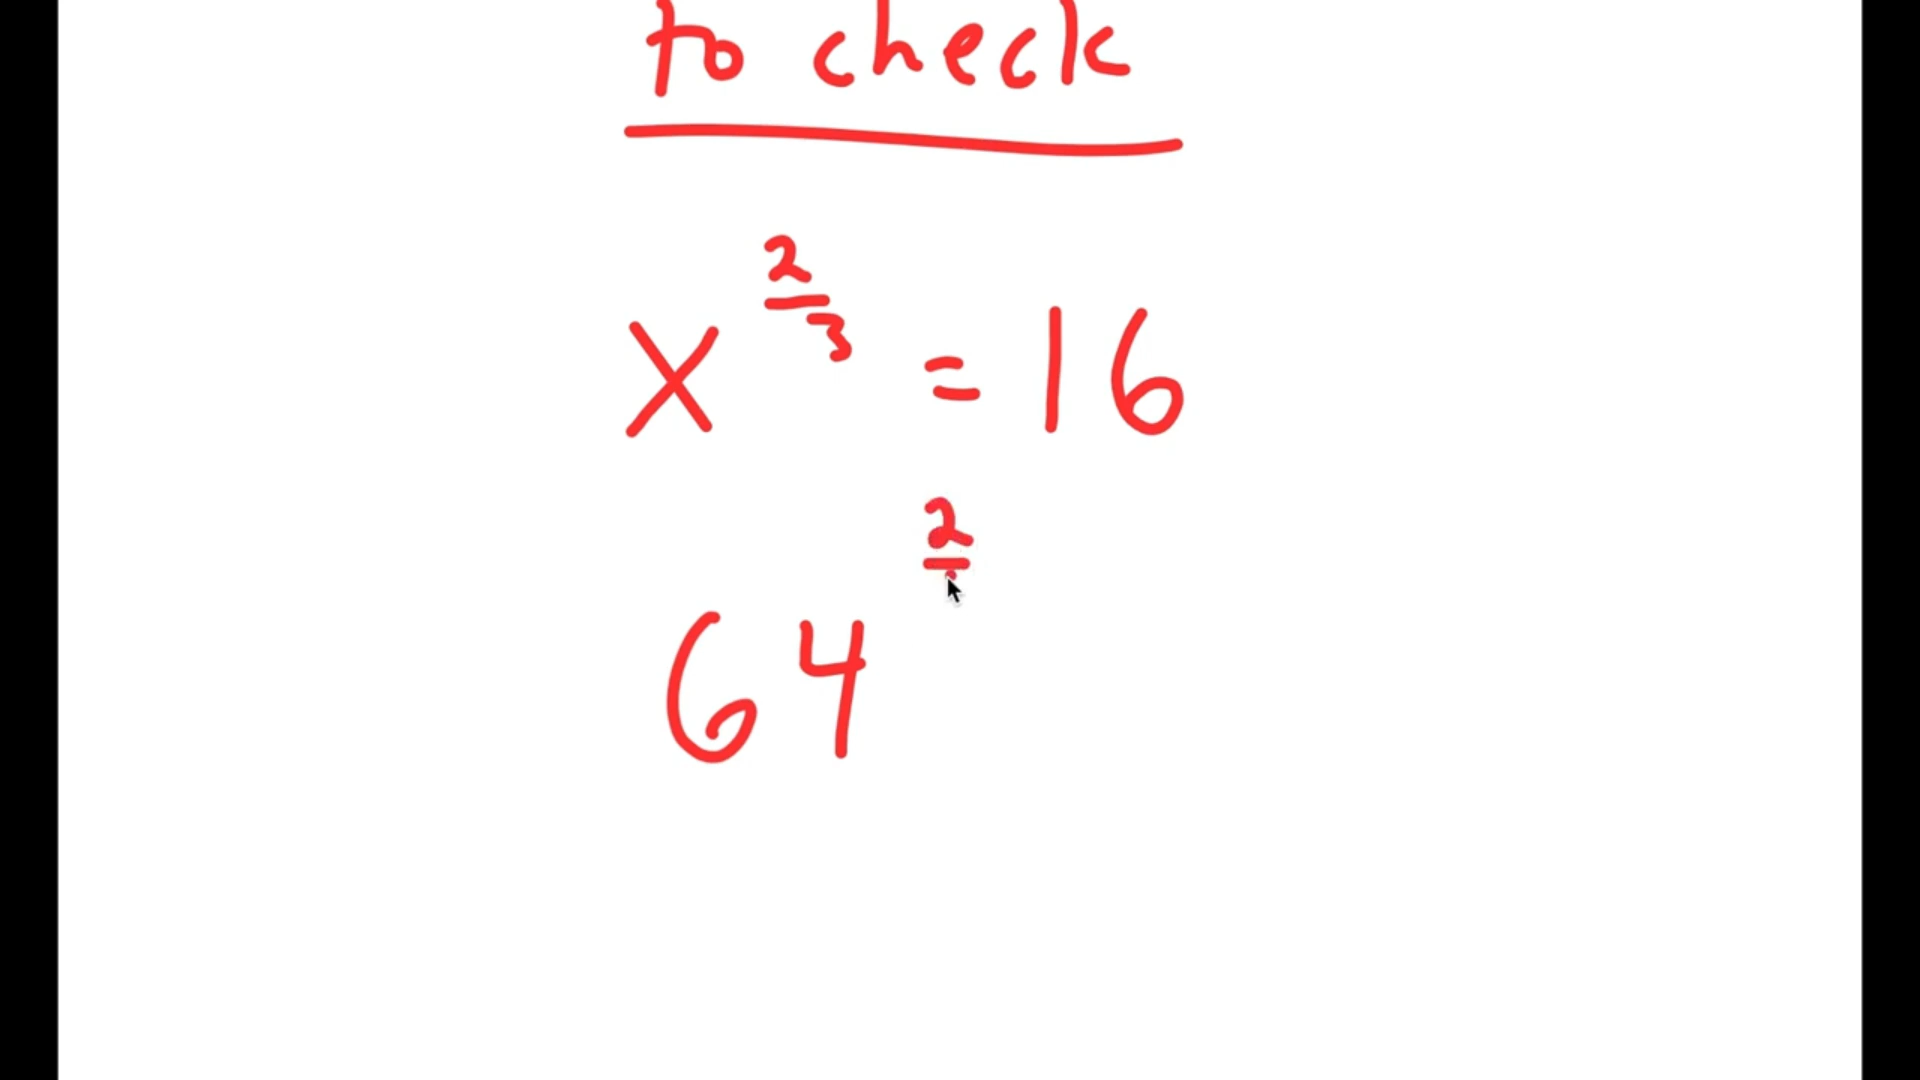 to check
x^(2/3) = 16
64^(2/